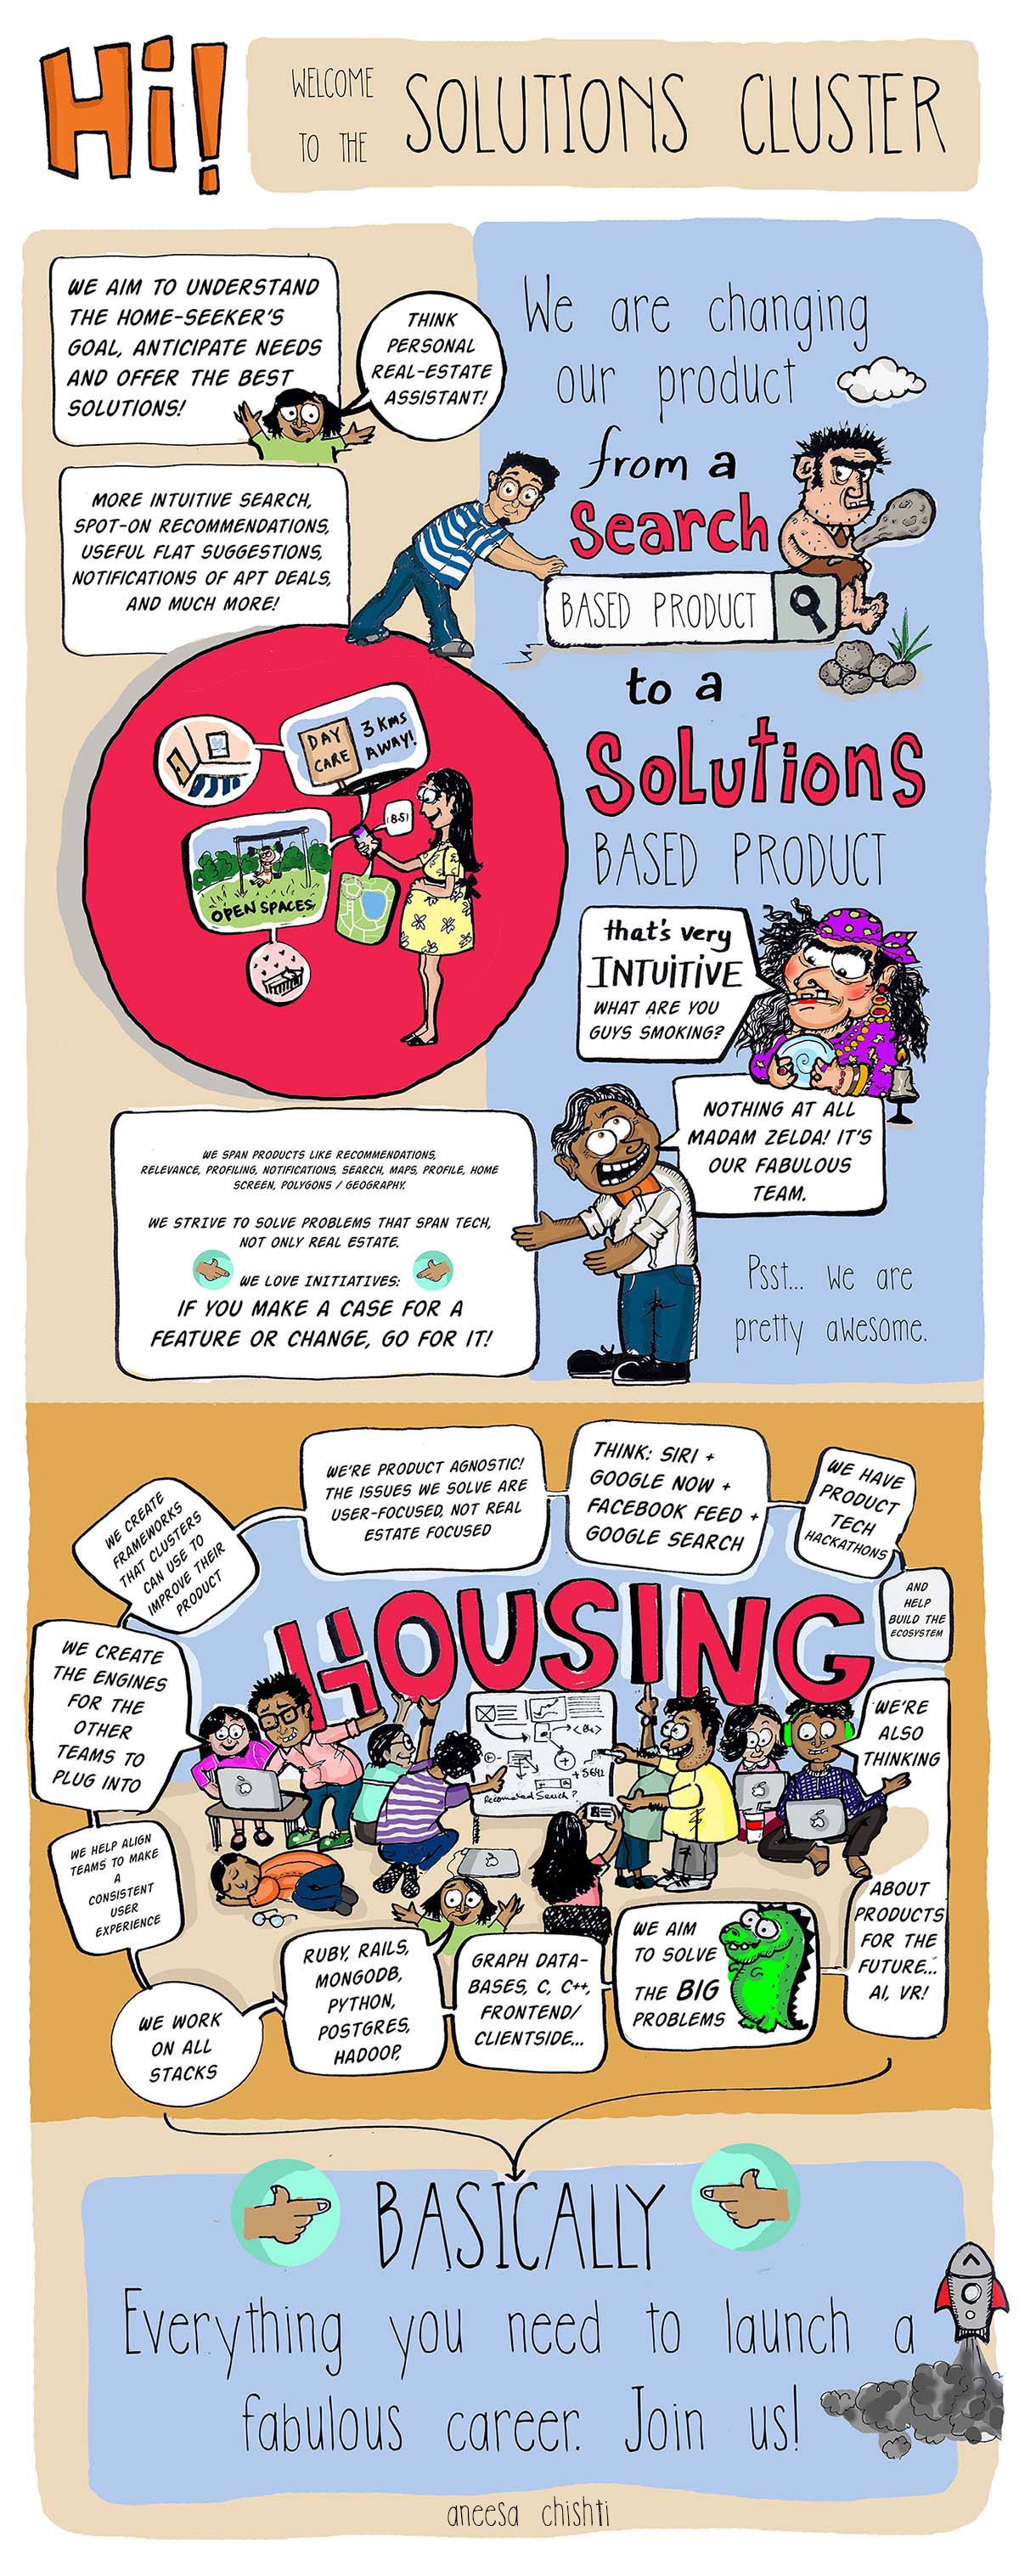 Hi!
WELCOME
TO THE
SOLUTIONS CLUSTER
WE AIM TO UNDERSTAND
THE HOME-SEEKER'S
GOAL, ANTICIPATE NEEDS
AND OFFER THE BEST
SOLUTIONS!
THINK
PERSONAL
REAL-ESTATE
ASSISTANT!
MORE INTUITIVE SEARCH,
SPOT-ON RECOMMENDATIONS,
USEFUL FLAT SUGGESTIONS,
NOTIFICATIONS OF APT DEALS,
AND MUCH MORE!
We are changing
our product
from a
Search
BASED PRODUCT
to a
Solutions
BASED PRODUCT
DAY
CARE
3 KMS
AWAY!
OPEN SPACES
that's very
INTUITIVE
WHAT ARE YOU
GUYS SMOKING?
NOTHING AT ALL
MADAM ZELDA! IT'S
OUR FABULOUS
TEAM.
WE SPAN PRODUCTS LIKE RECOMMENDATIONS,
RELEVANCE, PROFILING, NOTIFICATIONS, SEARCH, MAPS, PROFILE, HOME
SCREEN, POLYGONS / GEOGRAPHY.
WE STRIVE TO SOLVE PROBLEMS THAT SPAN TECH,
NOT ONLY REAL ESTATE.
WE LOVE INITIATIVES:
IF YOU MAKE A CASE FOR A
FEATURE OR CHANGE, GO FOR IT!
Psst... We are
pretty awesome.
WE CREATE
FRAMEWORKS
THAT CLUSTERS
CAN USE TO
IMPROVE THEIR
PRODUCT
WE'RE PRODUCT AGNOSTIC!
THE ISSUES WE SOLVE ARE
USER-FOCUSED, NOT REAL
ESTATE FOCUSED
THINK: SIRI +
GOOGLE NOW +
FACEBOOK FEED +
GOOGLE SEARCH
WE HAVE
PRODUCT
TECH
HACKATHONS
AND
HELP
BUILD THE
ECOSYSTEM
HOUSING
WE CREATE
THE ENGINES
FOR THE
OTHER
TEAMS TO
PLUG INTO
WE'RE
ALSO
THINKING
WE HELP ALIGN
TEAMS TO MAKE
A
CONSISTENT
USER
EXPERIENCE
ABOUT
PRODUCTS
FOR THE
FUTURE...
AI, VR!
WE WORK
ON ALL
STACKS
RUBY, RAILS,
MONGODB,
PYTHON,
POSTGRES,
HADOOP,
GRAPH DATA-
BASES, C, C++,
FRONTEND/
CLIENTSIDE...
WE AIM
TO SOLVE
THE BIG
PROBLEMS
BASICALLY
Everything you need to launch a
fabulous career. Join us!
aneesa chishti